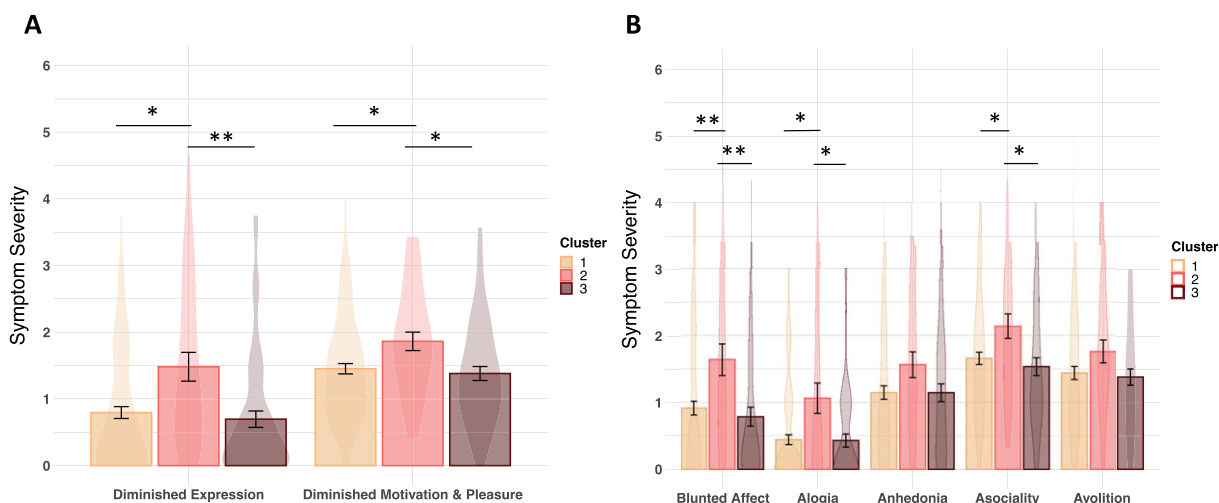 A
Symptom Severity
6
5
4
3
2
1
0
*
**
*
*
Diminished Expression
Diminished Motivation & Pleasure
Cluster
1
2
3
B
Symptom Severity
6
5
4
3
2
1
0
**
**
*
*
*
*
Blunted Affect
Alogia
Anhedonia
Asociality
Avolition
Cluster
1
2
3